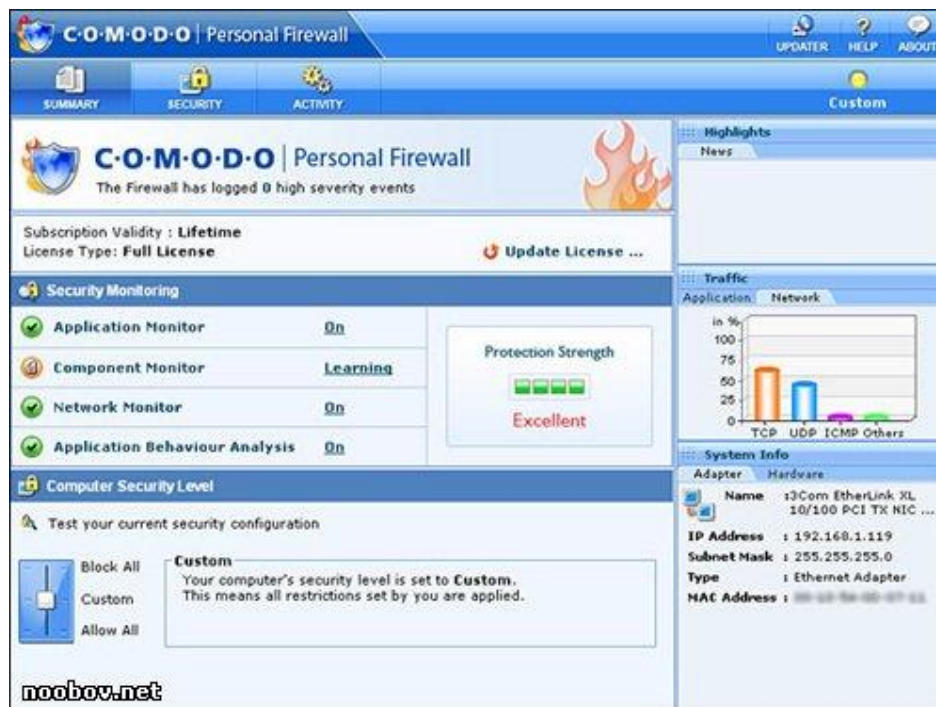 C·O·M·O·D·O | Personal Firewall
UPDATER HELP ABOUT
SUMMARY SECURITY ACTIVITY
Custom
C·O·M·O·D·O | Personal Firewall
The Firewall has logged 0 high severity events
Subscription Validity : Lifetime
License Type: Full License
Update License ...
Security Monitoring
Application Monitor On
Component Monitor Learning
Network Monitor On
Application Behaviour Analysis On
Protection Strength
Excellent
Computer Security Level
Test your current security configuration
Block All
Custom
Allow All
Custom
Your computer's security level is set to Custom.
This means all restrictions set by you are applied.
Highlights
News
Traffic
Application Network
in %
100
75
50
25
0
TCP UDP ICMP Others
System Info
Adapter Hardware
Name :3Com EtherLink XL
10/100 PCI TX NIC ...
IP Address : 192.168.1.119
Subnet Mask : 255.255.255.0
Type : Ethernet Adapter
MAC Address :
noobov.net